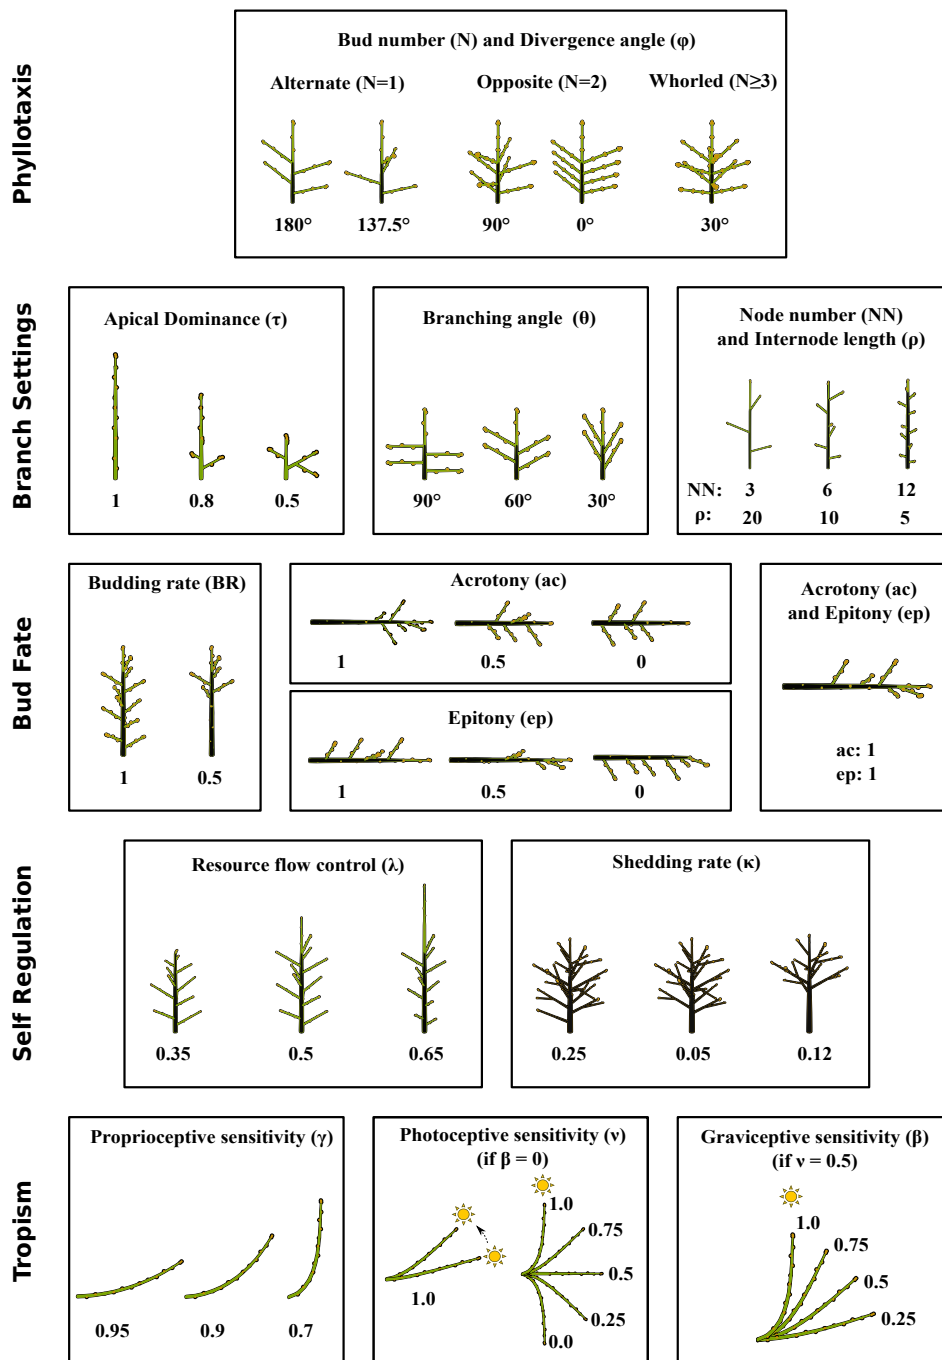 Phyllotaxis
Bud number (N) and Divergence angle (φ)
Alternate (N=1) Opposite (N=2) Whorled (N≥3)
180° 137.5° 90° 0° 30°
Branch Settings
Apical Dominance (τ)
1 0.8 0.5
Branching angle (θ)
90° 60° 30°
Node number (NN)
and Internode length (ρ)
NN: 3 6 12
ρ: 20 10 5
Bud Fate
Budding rate (BR)
1 0.5
Acrotony (ac)
1 0.5 0
Epitony (ep)
1 0.5 0
Acrotony (ac)
and Epitony (ep)
ac: 1
ep: 1
Self Regulation
Resource flow control (λ)
0.35 0.5 0.65
Shedding rate (κ)
0.25 0.05 0.12
Tropism
Proprioceptive sensitivity (γ)
0.95 0.9 0.7
Photoceptive sensitivity (ν)
(if β = 0)
1.0
1.0
0.75
0.5
0.25
0.0
Graviceptive sensitivity (β)
(if ν = 0.5)
1.0
0.75
0.5
0.25